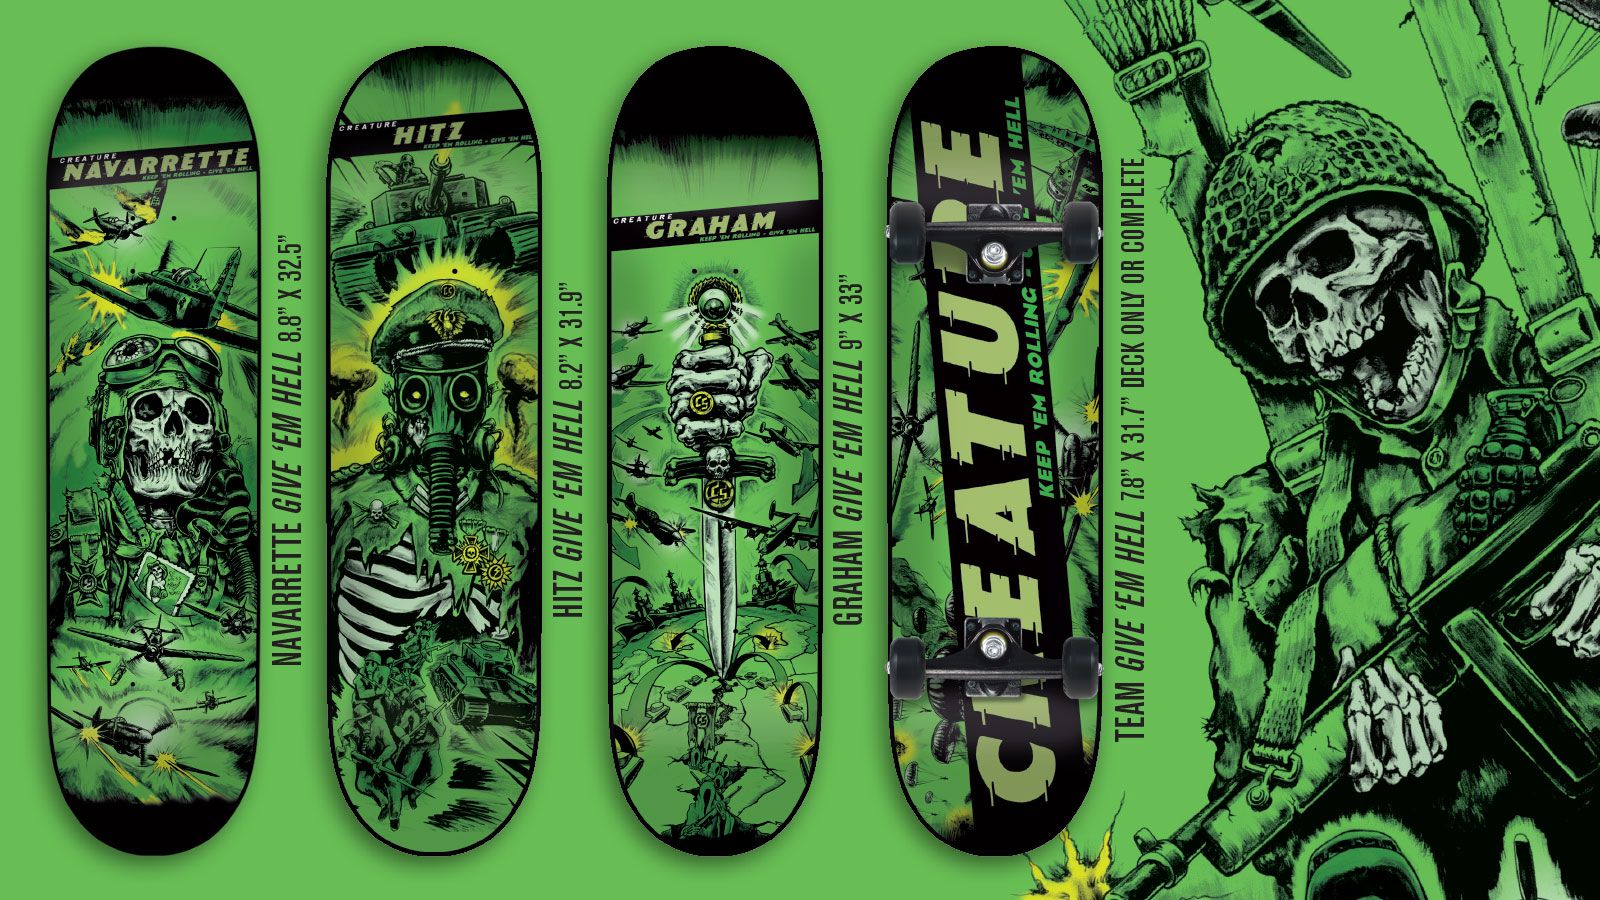 CREATURE
NAVARRETTE
KEEP 'EM ROLLING - GIVE 'EM HELL
NAVARRETTE GIVE 'EM HELL 8.8" X 32.5"
CREATURE
HITZ
KEEP 'EM ROLLING - GIVE 'EM HELL
HITZ GIVE 'EM HELL 8.2" X 31.9"
CREATURE
GRAHAM
KEEP 'EM ROLLING - GIVE 'EM HELL
GRAHAM GIVE 'EM HELL 9" X 33"
CREATURE
KEEP 'EM ROLLING 'EM HELL
TEAM GIVE 'EM HELL 7.8" X 31.7" DECK ONLY OR COMPLETE